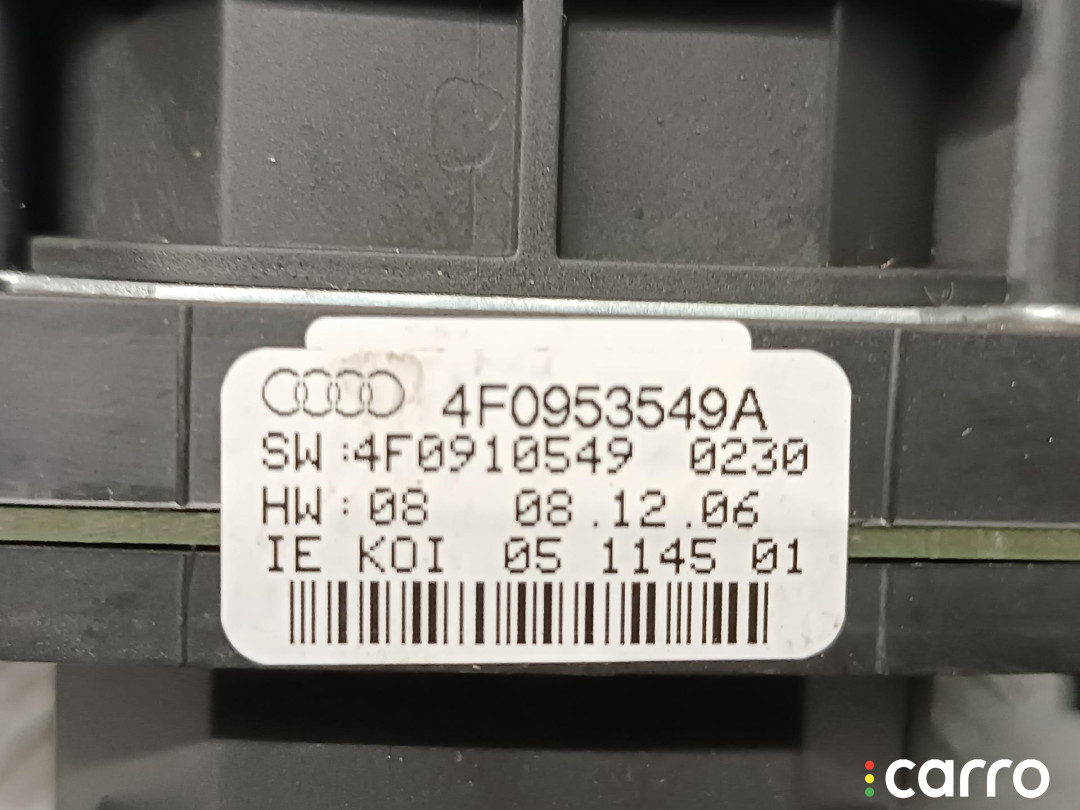 4F0953549A
SW:4F0910549 0230
HW:08 08.12.06
IE KOI 05 1145 01
carro